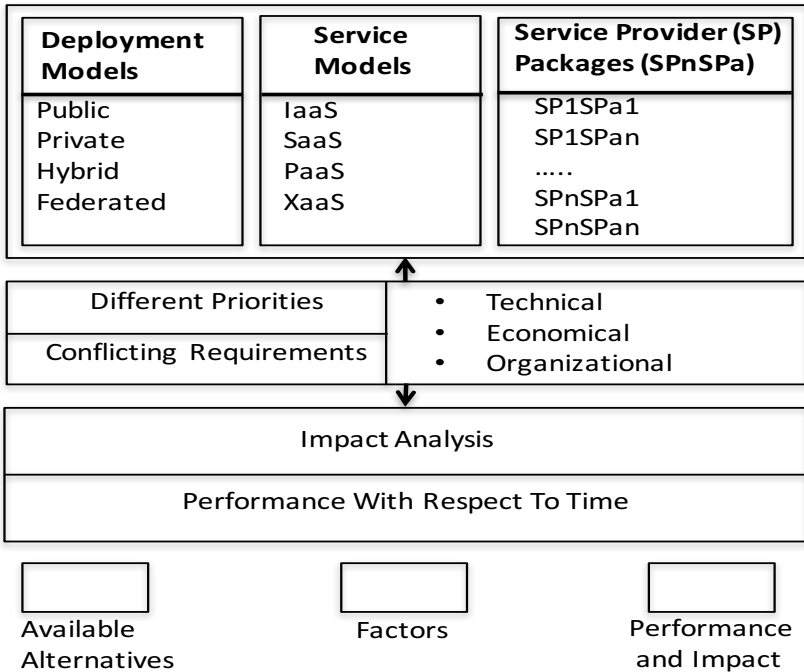 Deployment
Models
Public
Private
Hybrid
Federated
Service
Models
IaaS
SaaS
PaaS
XaaS
Service Provider (SP)
Packages (SPnSPa)
SP1SPa1
SP1SPan
.....
SPnSPa1
SPnSPan
Different Priorities
Conflicting Requirements
• Technical
• Economical
• Organizational
Impact Analysis
Performance With Respect To Time
Available
Alternatives
Factors
Performance
and Impact